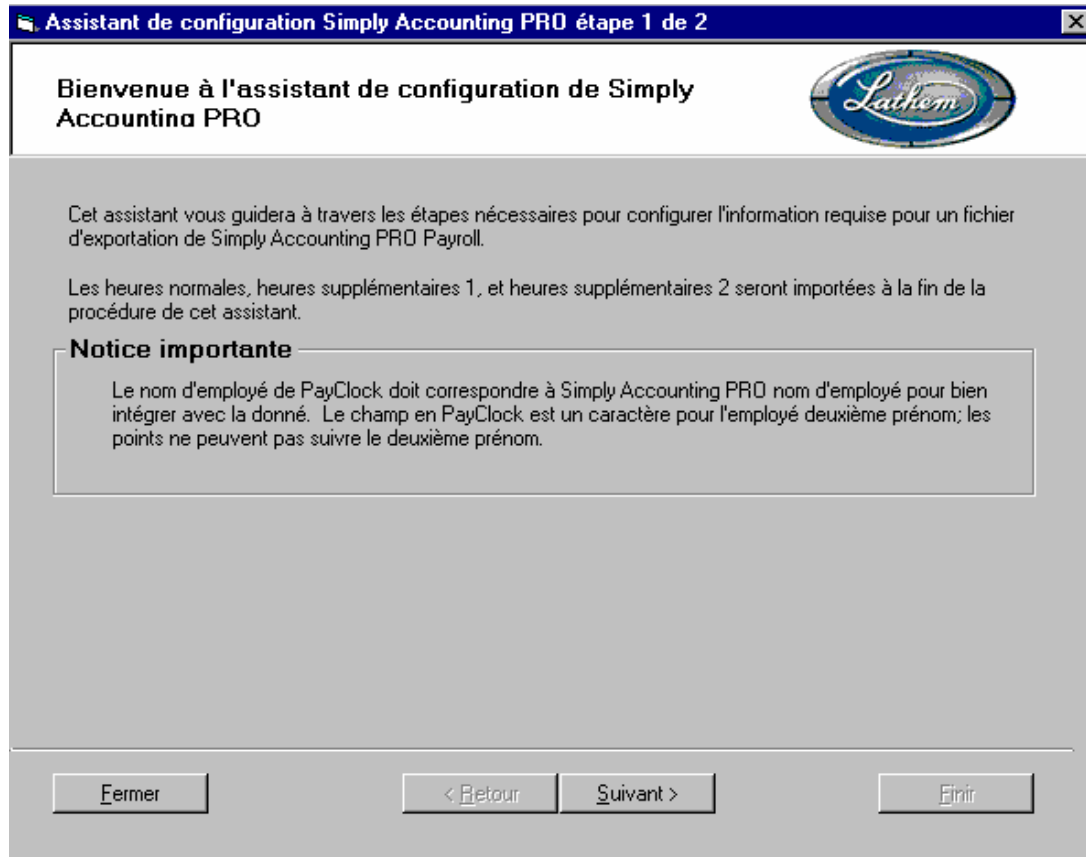 Assistant de configuration Simply Accounting PRO étape 1 de 2
Bienvenue à l'assistant de configuration de Simply
Accounting PRO
Lathem
Cet assistant vous guidera à travers les étapes nécessaires pour configurer l'information requise pour un fichier
d'exportation de Simply Accounting PRO Payroll.
Les heures normales, heures supplémentaires 1, et heures supplémentaires 2 seront importées à la fin de la
procédure de cet assistant.
Notice importante
Le nom d'employé de PayClock doit correspondre à Simply Accounting PRO nom d'employé pour bien
intégrer avec la donné.  Le champ en PayClock est un caractère pour l'employé deuxième prénom; les
points ne peuvent pas suivre le deuxième prénom.
Fermer
< Retour
Suivant >
Finir